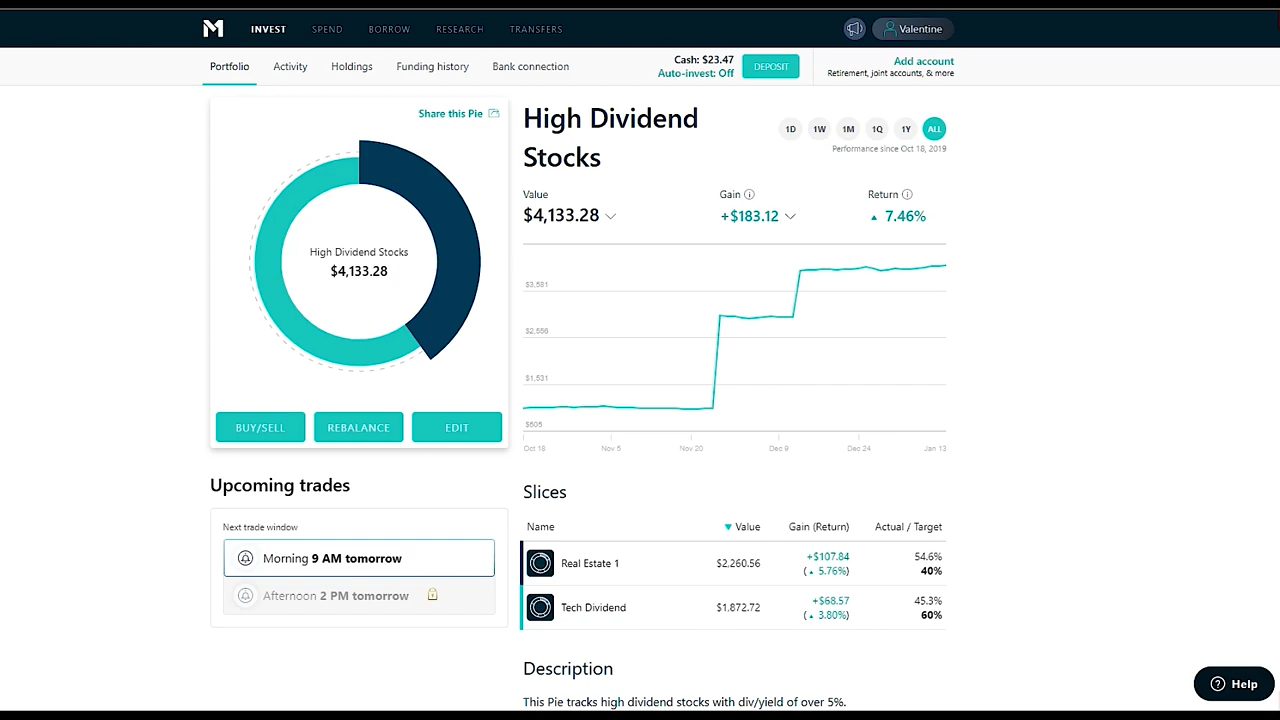 INVEST SPEND BORROW RESEARCH TRANSFERS
Valentine
Portfolio Activity Holdings Funding history Bank connection
Cash: $23.47
Auto-invest: Off
DEPOSIT
Add account
Retirement, joint accounts, & more
Share this Pie
High Dividend Stocks
$4,133.28
BUY/SELL REBALANCE EDIT
High Dividend
Stocks
1D 1W 1M 1Q 1Y ALL
Performance since Oct 18, 2019
Value Gain Return
$4,133.28 +$183.12 ▲ 7.46%
$3,581
$2,556
$1,531
$505
Oct 18 Nov 5 Nov 20 Dec 9 Dec 24 Jan 13
Upcoming trades
Next trade window
Morning 9 AM tomorrow
Afternoon 2 PM tomorrow
Slices
Name ▼ Value Gain (Return) Actual / Target
Real Estate 1 $2,260.56 +$107.84 54.6%
(▲ 5.76%) 40%
Tech Dividend $1,872.72 +$68.57 45.3%
(▲ 3.80%) 60%
Description
This Pie tracks high dividend stocks with div/yield of over 5%.
Help